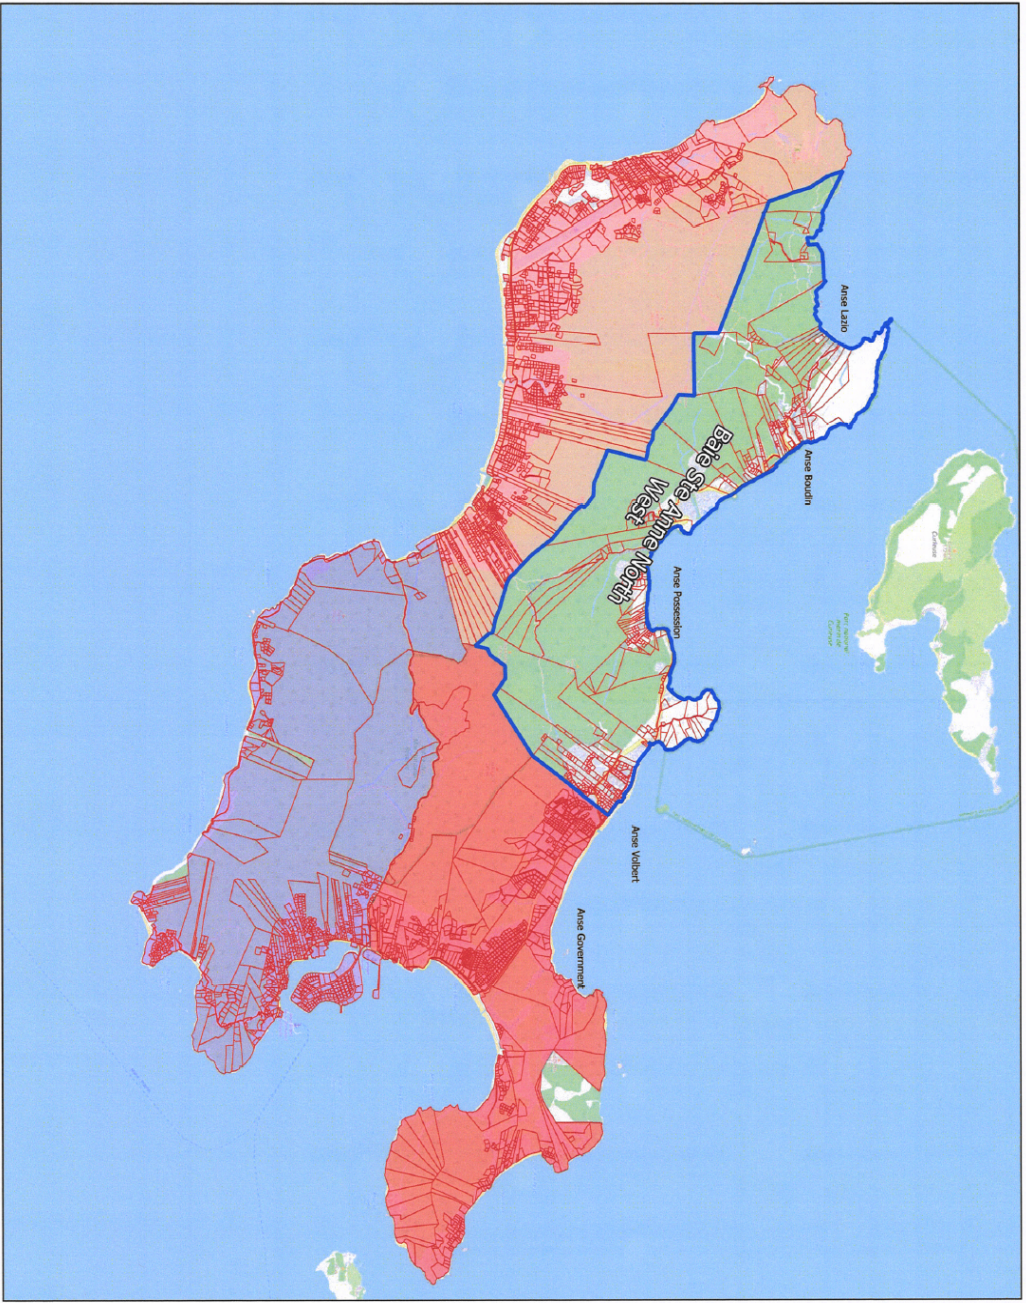 Anse Lazio
Anse Boudin
Baie Ste Anne North
West
Anse Possession
Curieuse
Anse Volbert
Anse Government